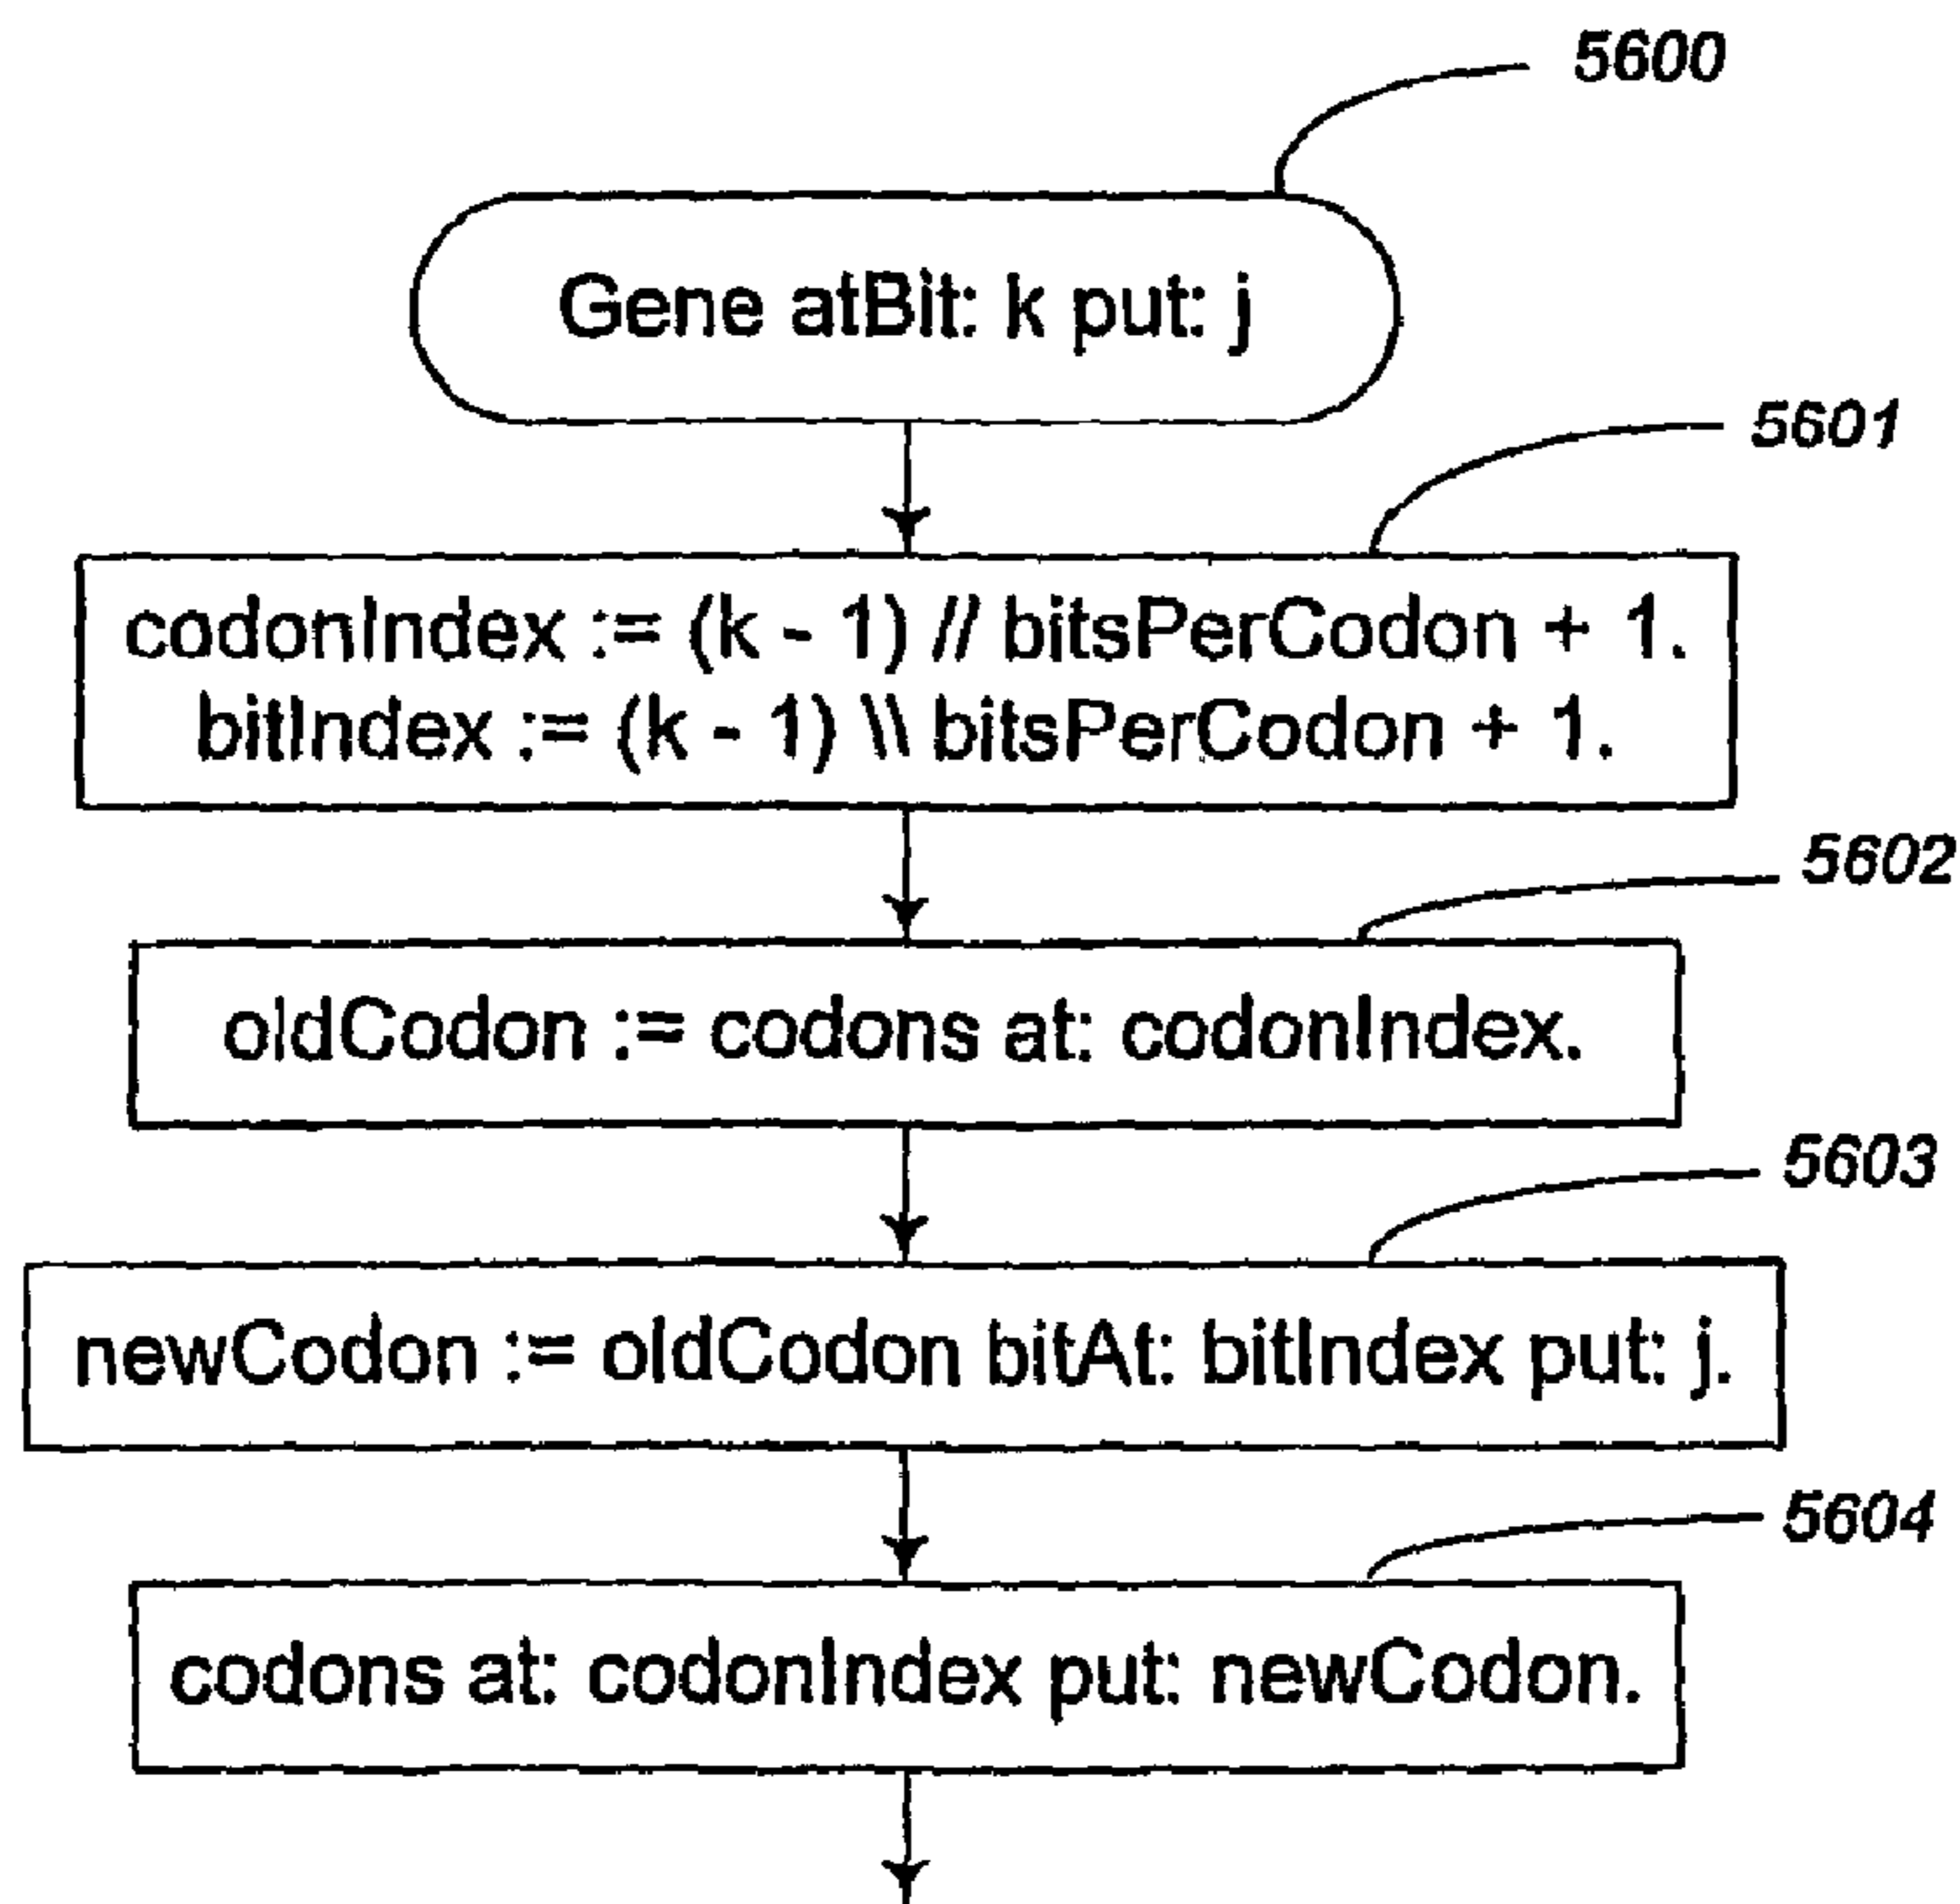 5600
Gene atBit: k put: j
5601
codonIndex := (k - 1) // bitsPerCodon + 1.
bitIndex := (k - 1) \\ bitsPerCodon + 1.
5602
oldCodon := codons at: codonIndex.
5603
newCodon := oldCodon bitAt: bitIndex put: j.
5604
codons at: codonIndex put: newCodon.